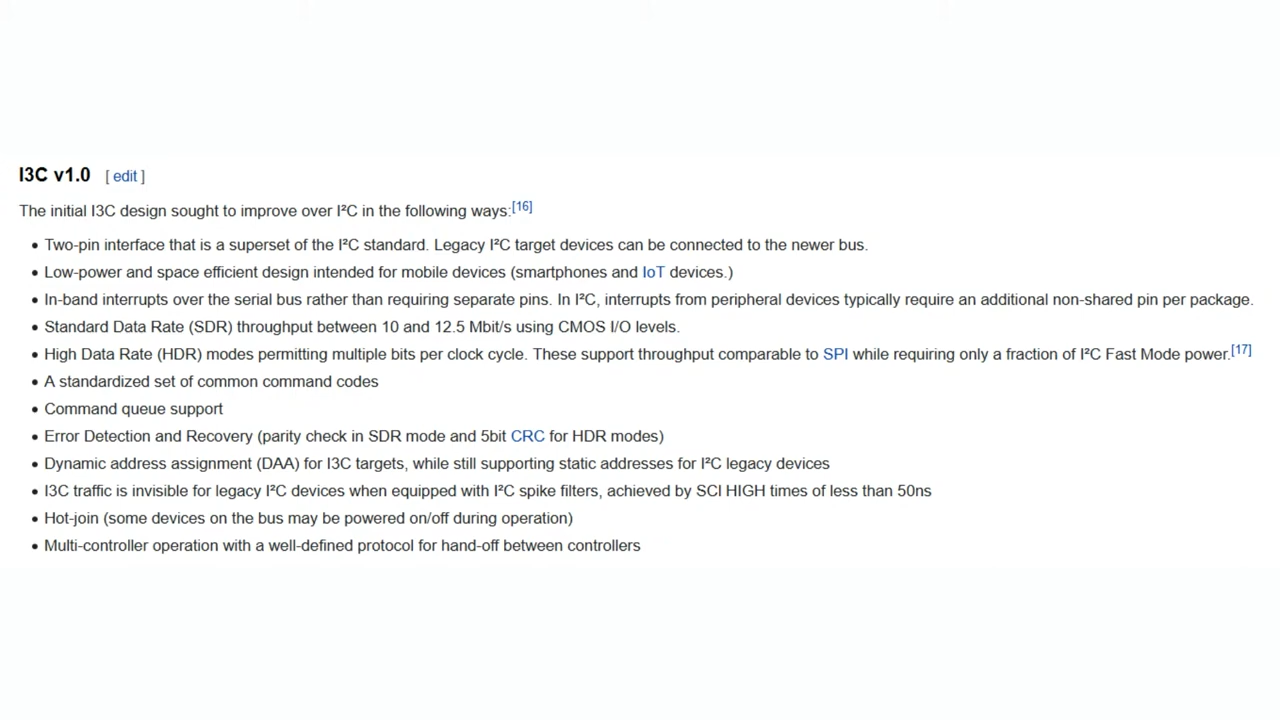 I3C v1.0 [ edit ]
The initial I3C design sought to improve over I²C in the following ways:[16]
• Two-pin interface that is a superset of the I²C standard. Legacy I²C target devices can be connected to the newer bus.
• Low-power and space efficient design intended for mobile devices (smartphones and IoT devices.)
• In-band interrupts over the serial bus rather than requiring separate pins. In I²C, interrupts from peripheral devices typically require an additional non-shared pin per package.
• Standard Data Rate (SDR) throughput between 10 and 12.5 Mbit/s using CMOS I/O levels.
• High Data Rate (HDR) modes permitting multiple bits per clock cycle. These support throughput comparable to SPI while requiring only a fraction of I²C Fast Mode power.[17]
• A standardized set of common command codes
• Command queue support
• Error Detection and Recovery (parity check in SDR mode and 5bit CRC for HDR modes)
• Dynamic address assignment (DAA) for I3C targets, while still supporting static addresses for I²C legacy devices
• I3C traffic is invisible for legacy I²C devices when equipped with I²C spike filters, achieved by SCl HIGH times of less than 50ns
• Hot-join (some devices on the bus may be powered on/off during operation)
• Multi-controller operation with a well-defined protocol for hand-off between controllers